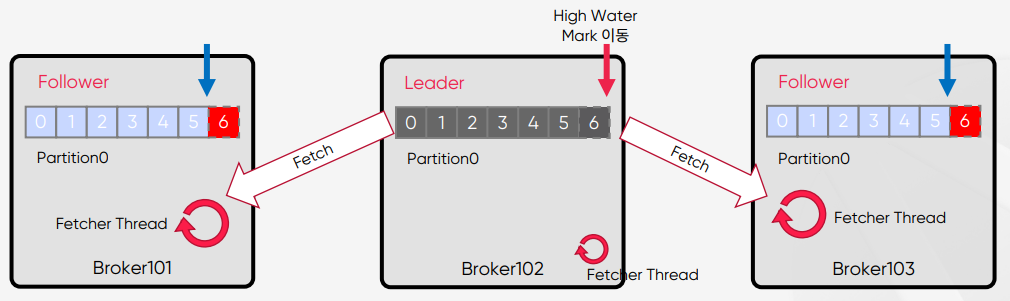 High Water
Mark 이동
Follower
0 1 2 3 4 5 6
Partition0
Fetcher Thread
Broker101
Fetch
Leader
0 1 2 3 4 5 6
Partition0
Fetcher Thread
Broker102
Fetch
Follower
0 1 2 3 4 5 6
Partition0
Fetcher Thread
Broker103